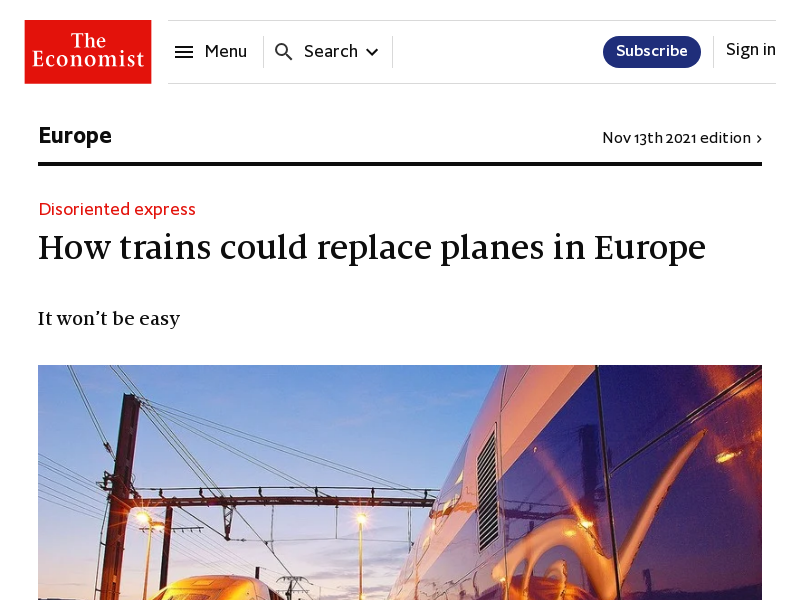 The
Economist
Menu
Search
Subscribe
Sign in
Europe
Nov 13th 2021 edition ›
Disoriented express
How trains could replace planes in Europe
It won’t be easy